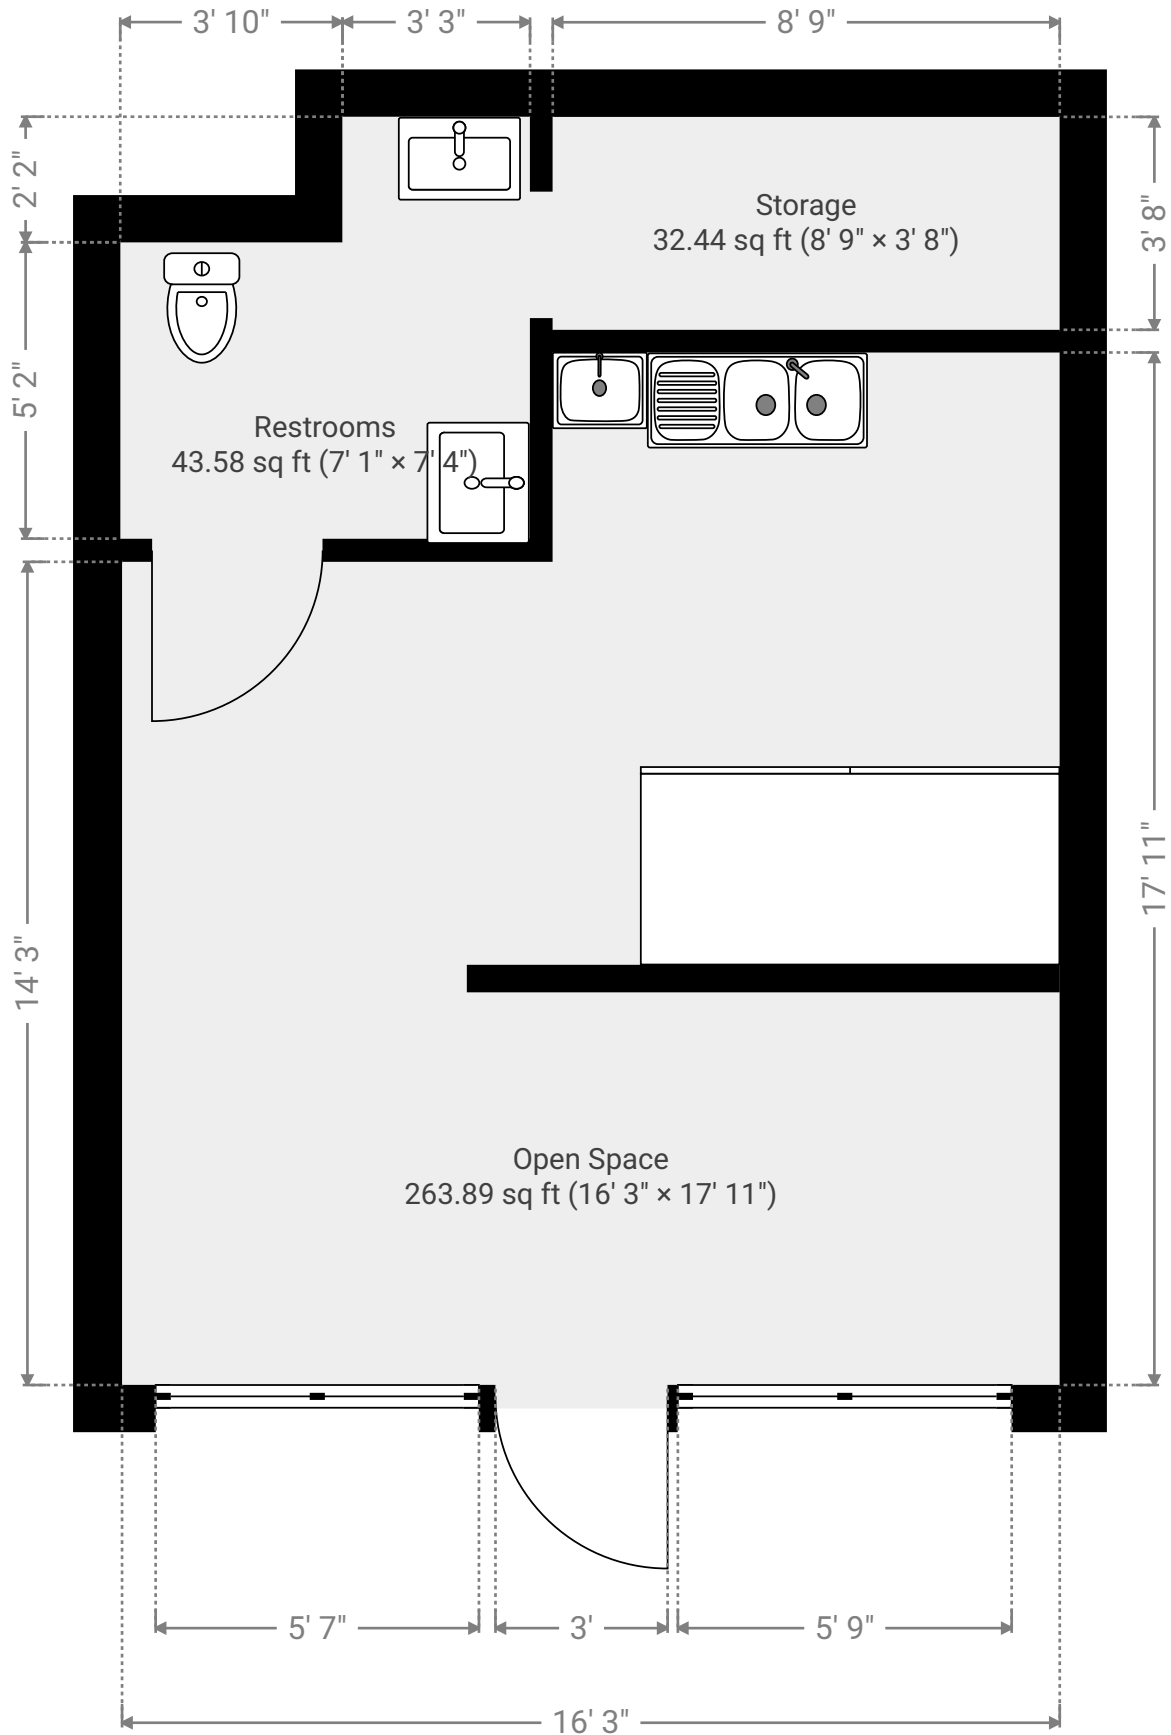 3' 10"
3' 3"
8' 9"
2' 2"
3' 8"
Storage
32.44 sq ft (8' 9" × 3' 8")
5' 2"
Restrooms
43.58 sq ft (7' 1" × 7' 4")
17' 11"
14' 3"
Open Space
263.89 sq ft (16' 3" × 17' 11")
5' 7"
3'
5' 9"
16' 3"